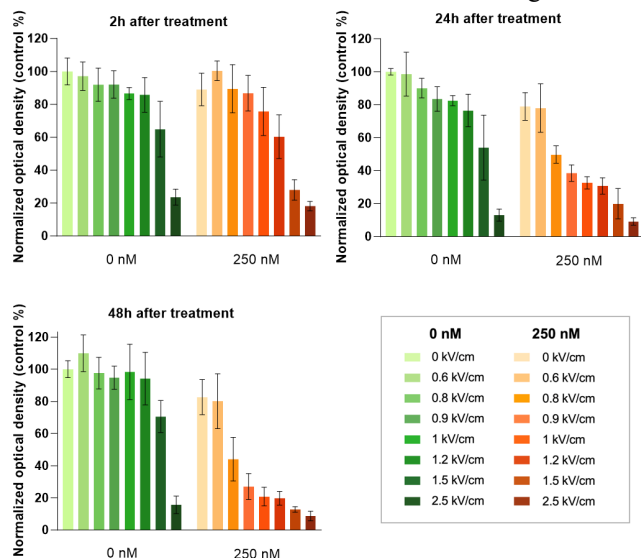 2h after treatment
Normalized optical density (control %)
120
100
80
60
40
20
0
0 nM
250 nM
24h after treatment
Normalized optical density (control %)
120
100
80
60
40
20
0
0 nM
250 nM
48h after treatment
Normalized optical density (control %)
120
100
80
60
40
20
0
0 nM
250 nM
0 nM 250 nM
0 kV/cm 0 kV/cm
0.6 kV/cm 0.6 kV/cm
0.8 kV/cm 0.8 kV/cm
0.9 kV/cm 0.9 kV/cm
1 kV/cm 1 kV/cm
1.2 kV/cm 1.2 kV/cm
1.5 kV/cm 1.5 kV/cm
2.5 kV/cm 2.5 kV/cm